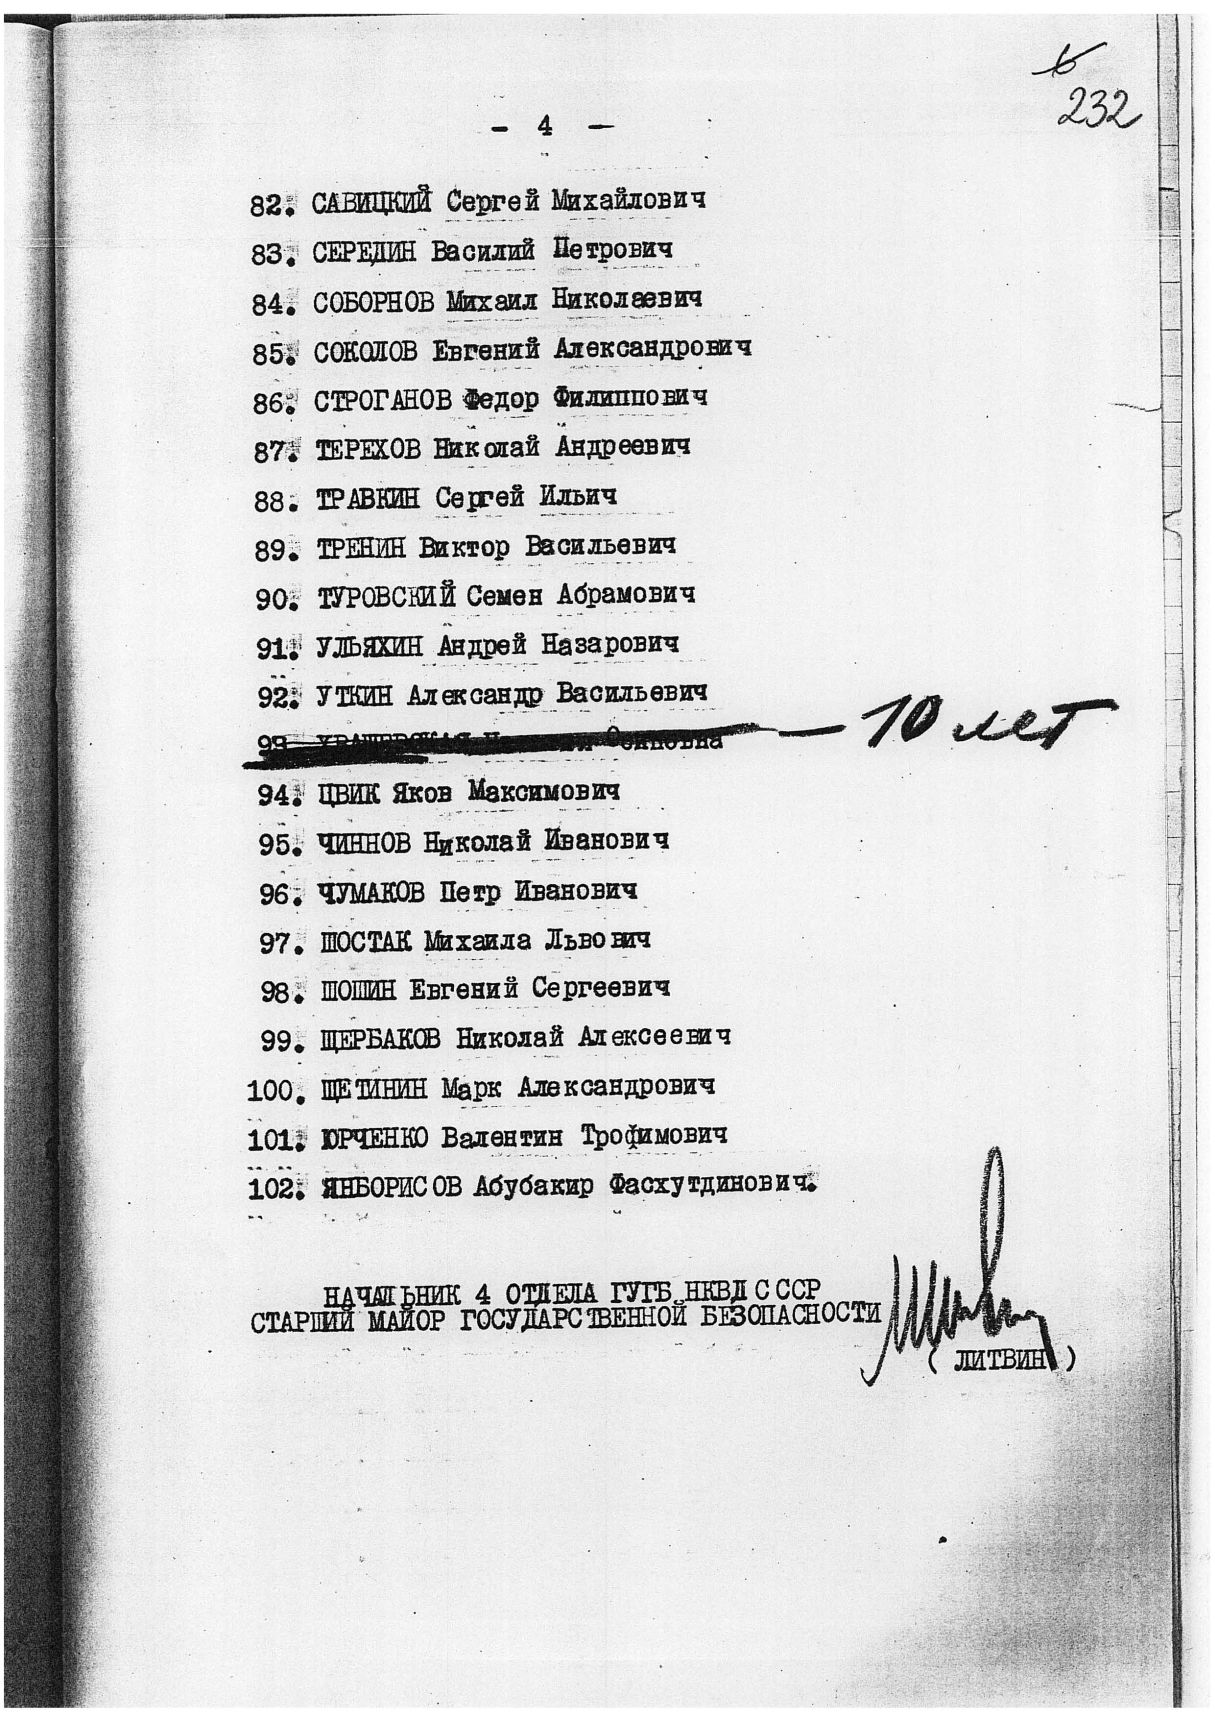 6
232
- 4 -
82. САВИЦКИЙ Сергей Михайлович
83. СЕРЕДИН Василий Петрович
84. СОБОРНОВ Михаил Николаевич
85. СОКОЛОВ Евгений Александрович
86. СТРОГАНОВ Федор Филиппович
87. ТЕРЕХОВ Николай Андреевич
88. ТРАВКИН Сергей Ильич
89. ТРЕНИН Виктор Васильевич
90. ТУРОВСКИЙ Семен Абрамович
91. УЛЬЯХИН Андрей Назарович
92. УТКИН Александр Васильевич
93 Осиповна — 10 лет
94. ЦВИК Яков Максимович
95. ЧИННОВ Николай Иванович
96. ЧУМАКОВ Петр Иванович
97. ШОСТАК Михаила Львович
98. ШОШИН Евгений Сергеевич
99. ЩЕРБАКОВ Николай Алексеевич
100. ЩЕТИНИН Марк Александрович
101. ЮРЧЕНКО Валентин Трофимович
102. ЯНБОРИСОВ Абубакир Фасхутдинович.
НАЧАЛЬНИК 4 ОТДЕЛА ГУГБ НКВД СССР
СТАРШИЙ МАЙОР ГОСУДАРСТВЕННОЙ БЕЗОПАСНОСТИ
( ЛИТВИН )